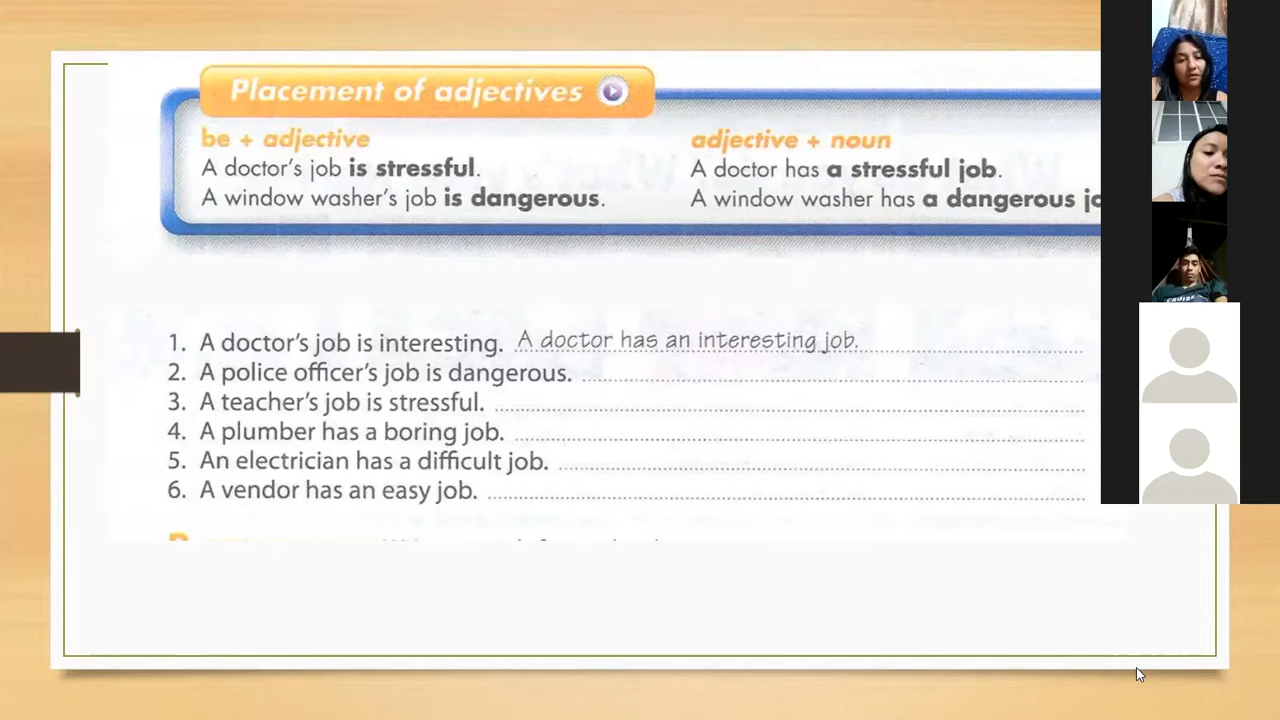 Placement of adjectives
be + adjective
A doctor's job is stressful.
A window washer's job is dangerous.
adjective + noun
A doctor has a stressful job.
A window washer has a dangerous jo
1. A doctor's job is interesting. A doctor has an interesting job.
2. A police officer's job is dangerous.
3. A teacher's job is stressful.
4. A plumber has a boring job.
5. An electrician has a difficult job.
6. A vendor has an easy job.